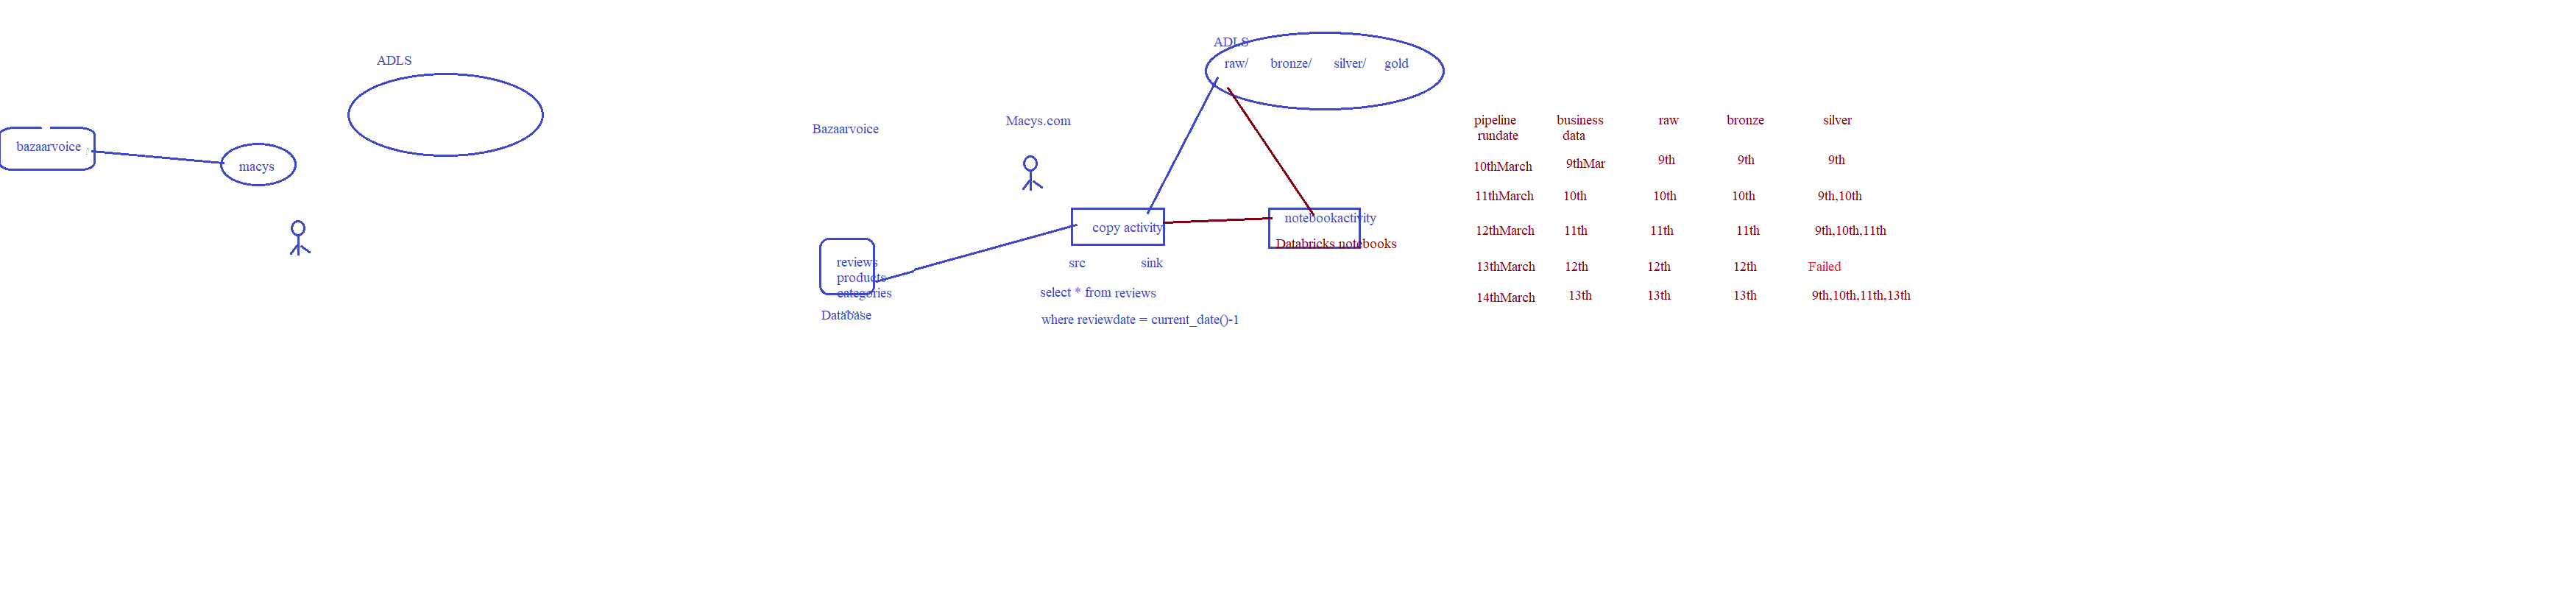 ADLS
bazaarvoice
macys
ADLS
raw/ bronze/ silver/ gold
Bazaarvoice
Macys.com
copy activity
src sink
select * from reviews
where reviewdate = current_date()-1
notebookactivity
Databricks notebooks
reviews
products
categories
Database
pipeline business raw bronze silver
rundate data
10thMarch 9thMar 9th 9th 9th
11thMarch 10th 10th 10th 9th,10th
12thMarch 11th 11th 11th 9th,10th,11th
13thMarch 12th 12th 12th Failed
14thMarch 13th 13th 13th 9th,10th,11th,13th